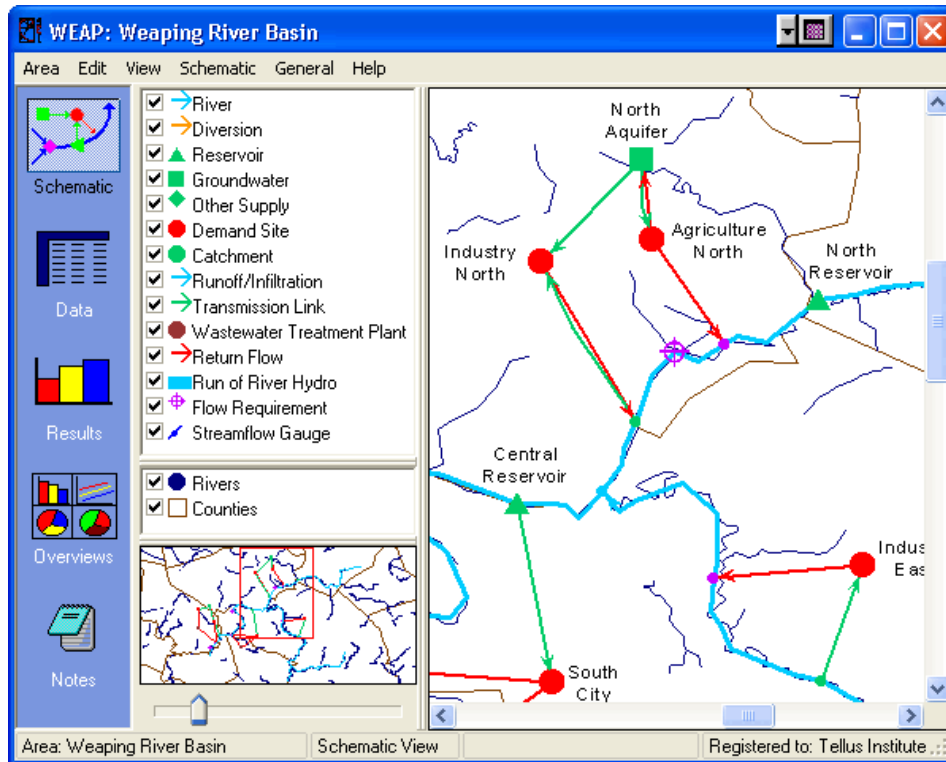 WEAP: Weaping River Basin
Area Edit View Schematic General Help
Schematic
Data
Results
Overviews
Notes
River
Diversion
Reservoir
Groundwater
Other Supply
Demand Site
Catchment
Runoff/Infiltration
Transmission Link
Wastewater Treatment Plant
Return Flow
Run of River Hydro
Flow Requirement
Streamflow Gauge
Rivers
Counties
North
Aquifer
Industry
North
Agriculture
North
North
Reservoir
Central
Reservoir
Indus
Eas
South
City
Area: Weaping River Basin
Schematic View
Registered to: Tellus Institute